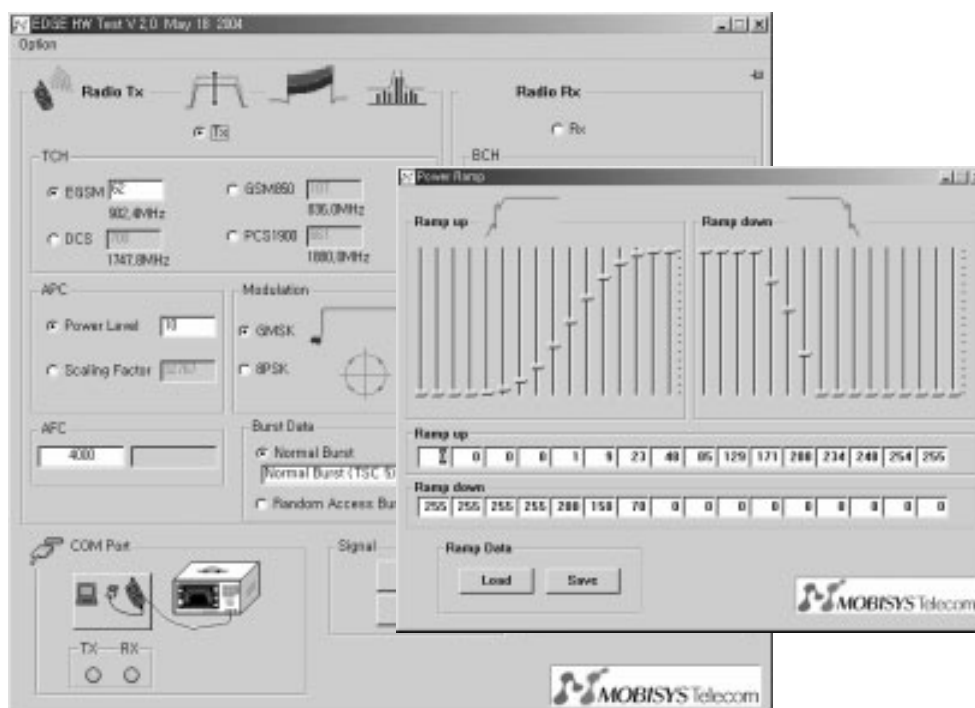 EDGE HW Test V 2,0 May 18 2004
Option
Radio Tx
Tx
Radio Rx
Rx
TCH
BCH
EGSM 62
902,4MHz
GSM850
836,0MHz
DCS
1747,8MHz
PCS1900
1880,0MHz
APC
Power Level 10
Scaling Factor
Modulation
GMSK
8PSK
AFC
4000
Burst Data
Normal Burst
Normal Burst (TSC
Random Access Bu
COM Port
TX RX
Signal
MOBISYS Telecom
Power Ramp
Ramp up
Ramp down
Ramp up
0 0 0 1 9 23 48 85 129 171 208 234 248 254 255
Ramp down
255 255 255 255 200 150 70 0 0 0 0 0 0 0 0 0
Ramp Data
Load Save
MOBISYS Telecom